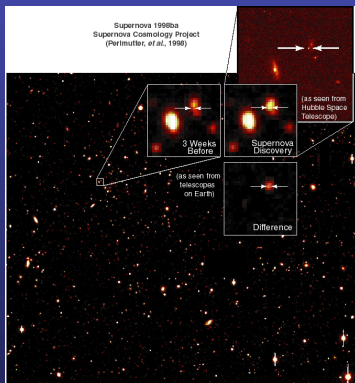 Supernova 1998ba
Supernova Cosmology Project
(Perlmutter, et al., 1998)
(as seen from
Hubble Space
Telescope)
3 Weeks
Before
Supernova
Discovery
(as seen from
telescopes
on Earth)
Difference